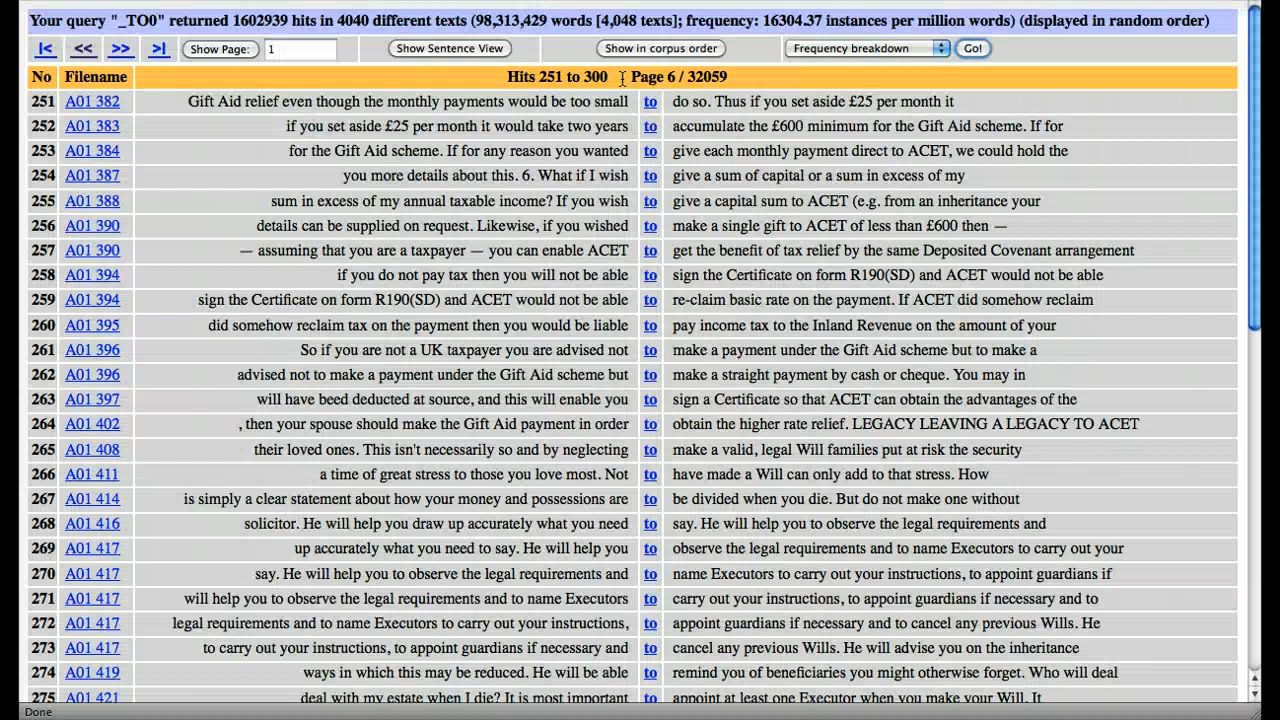 Your query "_TO0" returned 1602939 hits in 4040 different texts (98,313,429 words [4,048 texts]; frequency: 16304.37 instances per million words) (displayed in random order)
|< << >> >| Show Page: 1 Show Sentence View Show in corpus order Frequency breakdown Go!
No Filename Hits 251 to 300 Page 6 / 32059
251 A01 382 Gift Aid relief even though the monthly payments would be too small to do so. Thus if you set aside £25 per month it
252 A01 383 if you set aside £25 per month it would take two years to accumulate the £600 minimum for the Gift Aid scheme. If for
253 A01 384 for the Gift Aid scheme. If for any reason you wanted to give each monthly payment direct to ACET, we could hold the
254 A01 387 you more details about this. 6. What if I wish to give a sum of capital or a sum in excess of my
255 A01 388 sum in excess of my annual taxable income? If you wish to give a capital sum to ACET (e.g. from an inheritance your
256 A01 390 details can be supplied on request. Likewise, if you wished to make a single gift to ACET of less than £600 then —
257 A01 390 — assuming that you are a taxpayer — you can enable ACET to get the benefit of tax relief by the same Deposited Covenant arrangement
258 A01 394 if you do not pay tax then you will not be able to sign the Certificate on form R190(SD) and ACET would not be able
259 A01 394 sign the Certificate on form R190(SD) and ACET would not be able to re-claim basic rate on the payment. If ACET did somehow reclaim
260 A01 395 did somehow reclaim tax on the payment then you would be liable to pay income tax to the Inland Revenue on the amount of your
261 A01 396 So if you are not a UK taxpayer you are advised not to make a payment under the Gift Aid scheme but to make a
262 A01 396 advised not to make a payment under the Gift Aid scheme but to make a straight payment by cash or cheque. You may in
263 A01 397 will have beed deducted at source, and this will enable you to sign a Certificate so that ACET can obtain the advantages of the
264 A01 402 , then your spouse should make the Gift Aid payment in order to obtain the higher rate relief. LEGACY LEAVING A LEGACY TO ACET
265 A01 408 their loved ones. This isn't necessarily so and by neglecting to make a valid, legal Will families put at risk the security
266 A01 411 a time of great stress to those you love most. Not to have made a Will can only add to that stress. How
267 A01 414 is simply a clear statement about how your money and possessions are to be divided when you die. But do not make one without
268 A01 416 solicitor. He will help you draw up accurately what you need to say. He will help you to observe the legal requirements and
269 A01 417 up accurately what you need to say. He will help you to observe the legal requirements and to name Executors to carry out your
270 A01 417 say. He will help you to observe the legal requirements and to name Executors to carry out your instructions, to appoint guardians if
271 A01 417 will help you to observe the legal requirements and to name Executors to carry out your instructions, to appoint guardians if necessary and to
272 A01 417 legal requirements and to name Executors to carry out your instructions, to appoint guardians if necessary and to cancel any previous Wills. He
273 A01 417 to carry out your instructions, to appoint guardians if necessary and to cancel any previous Wills. He will advise you on the inheritance
274 A01 419 ways in which this may be reduced. He will be able to remind you of beneficiaries you might otherwise forget. Who will deal
275 A01 421 deal with my estate when I die? It is most important to appoint at least one Executor when you make your Will. It
Done